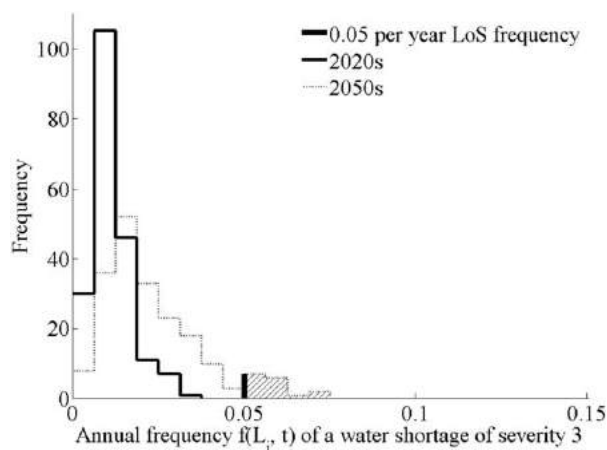 100
80
60
40
20
0
Frequency
0.05 per year LoS frequency
2020s
2050s
0
0.05
0.1
0.15
Annual frequency f(L, t) of a water shortage of severity 3